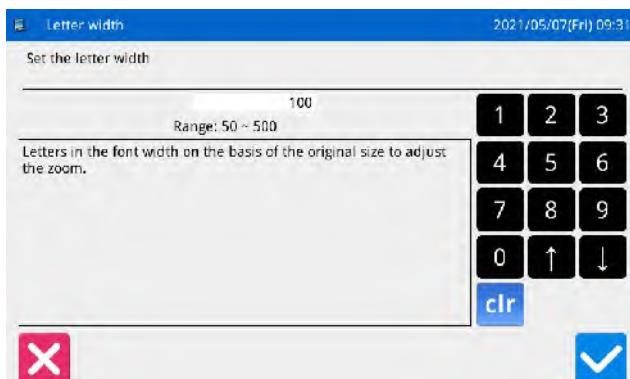 Letter width 2021/05/07(Fri) 09:31
Set the letter width
100
Range: 50 ~ 500
Letters in the font width on the basis of the original size to adjust
the zoom.
1 2 3
4 5 6
7 8 9
0 ↑ ↓
clr